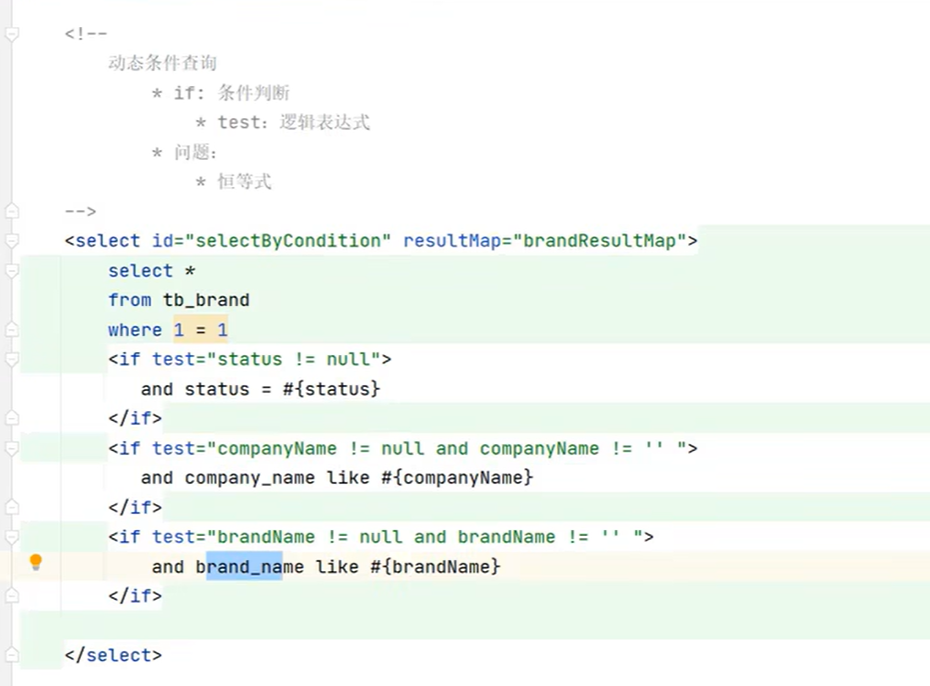 <!--
动态条件查询
* if: 条件判断
* test：逻辑表达式
* 问题：
* 恒等式
-->
<select id="selectByCondition" resultMap="brandResultMap">
select *
from tb_brand
where 1 = 1
<if test="status != null">
and status = #{status}
</if>
<if test="companyName != null and companyName != '' ">
and company_name like #{companyName}
</if>
<if test="brandName != null and brandName != '' ">
and brand_name like #{brandName}
</if>
</select>